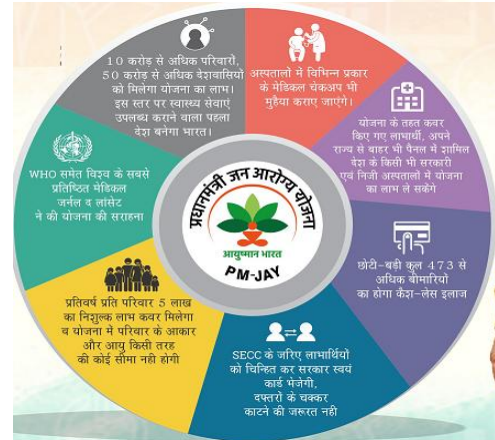 10 करोड़ से अधिक परिवारों,
50 करोड़ से अधिक देशवासियों
को मिलेगा योजना का लाभ।
इस स्तर पर स्वास्थ्य सेवाएं
उपलब्ध कराने वाला पहला
देश बनेगा भारत।
अस्पतालों में विभिन्न प्रकार
के मेडिकल चेकअप भी
मुहैया कराए जाएंगे।
योजना के तहत कवर
किए गए लाभार्थी, अपने
राज्य से बाहर भी पैनल में शामिल
देश के किसी भी सरकारी
एवं निजी अस्पतालों में योजना
का लाभ ले सकेंगे
छोटी-बड़ी कुल 473 से
अधिक बीमारियों
का होगा कैश-लेस इलाज
SECC के जरिए लाभार्थियों
को चिन्हित कर सरकार स्वयं
कार्ड भेजेगी,
दफ्तरों के चक्कर
काटने की जरूरत नही
प्रतिवर्ष प्रति परिवार 5 लाख
का निशुल्क लाभ कवर मिलेगा
व योजना में परिवार के आकार
और आयु किसी तरह
की कोई सीमा नही होगी
WHO समेत विश्व के सबसे
प्रतिष्ठित मेडिकल
जर्नल द लांसेट
ने की योजना की सराहना
प्रधानमंत्री जन आरोग्य योजना
आयुष्मान भारत
PM-JAY